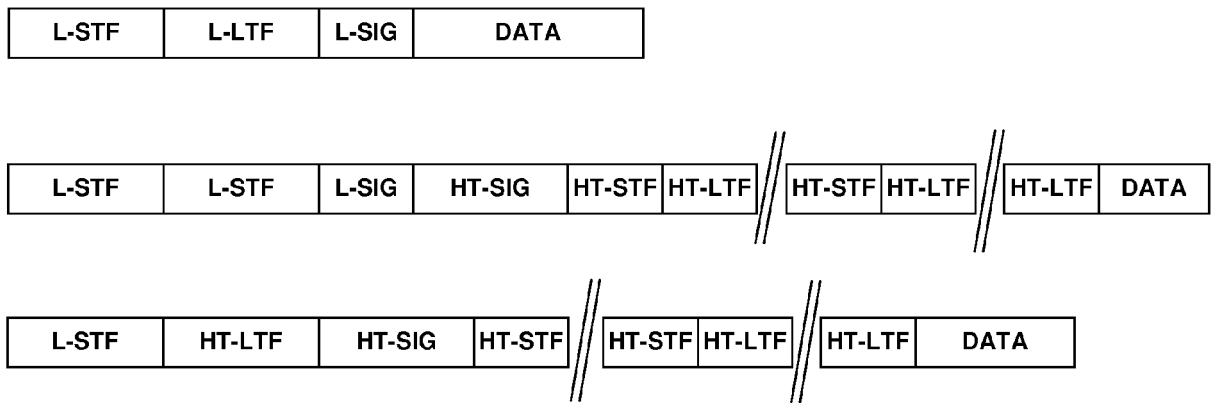 L-STF L-LTF L-SIG DATA
L-STF L-STF L-SIG HT-SIG HT-STF HT-LTF HT-STF HT-LTF HT-LTF DATA
L-STF HT-LTF HT-SIG HT-STF HT-STF HT-LTF HT-LTF DATA